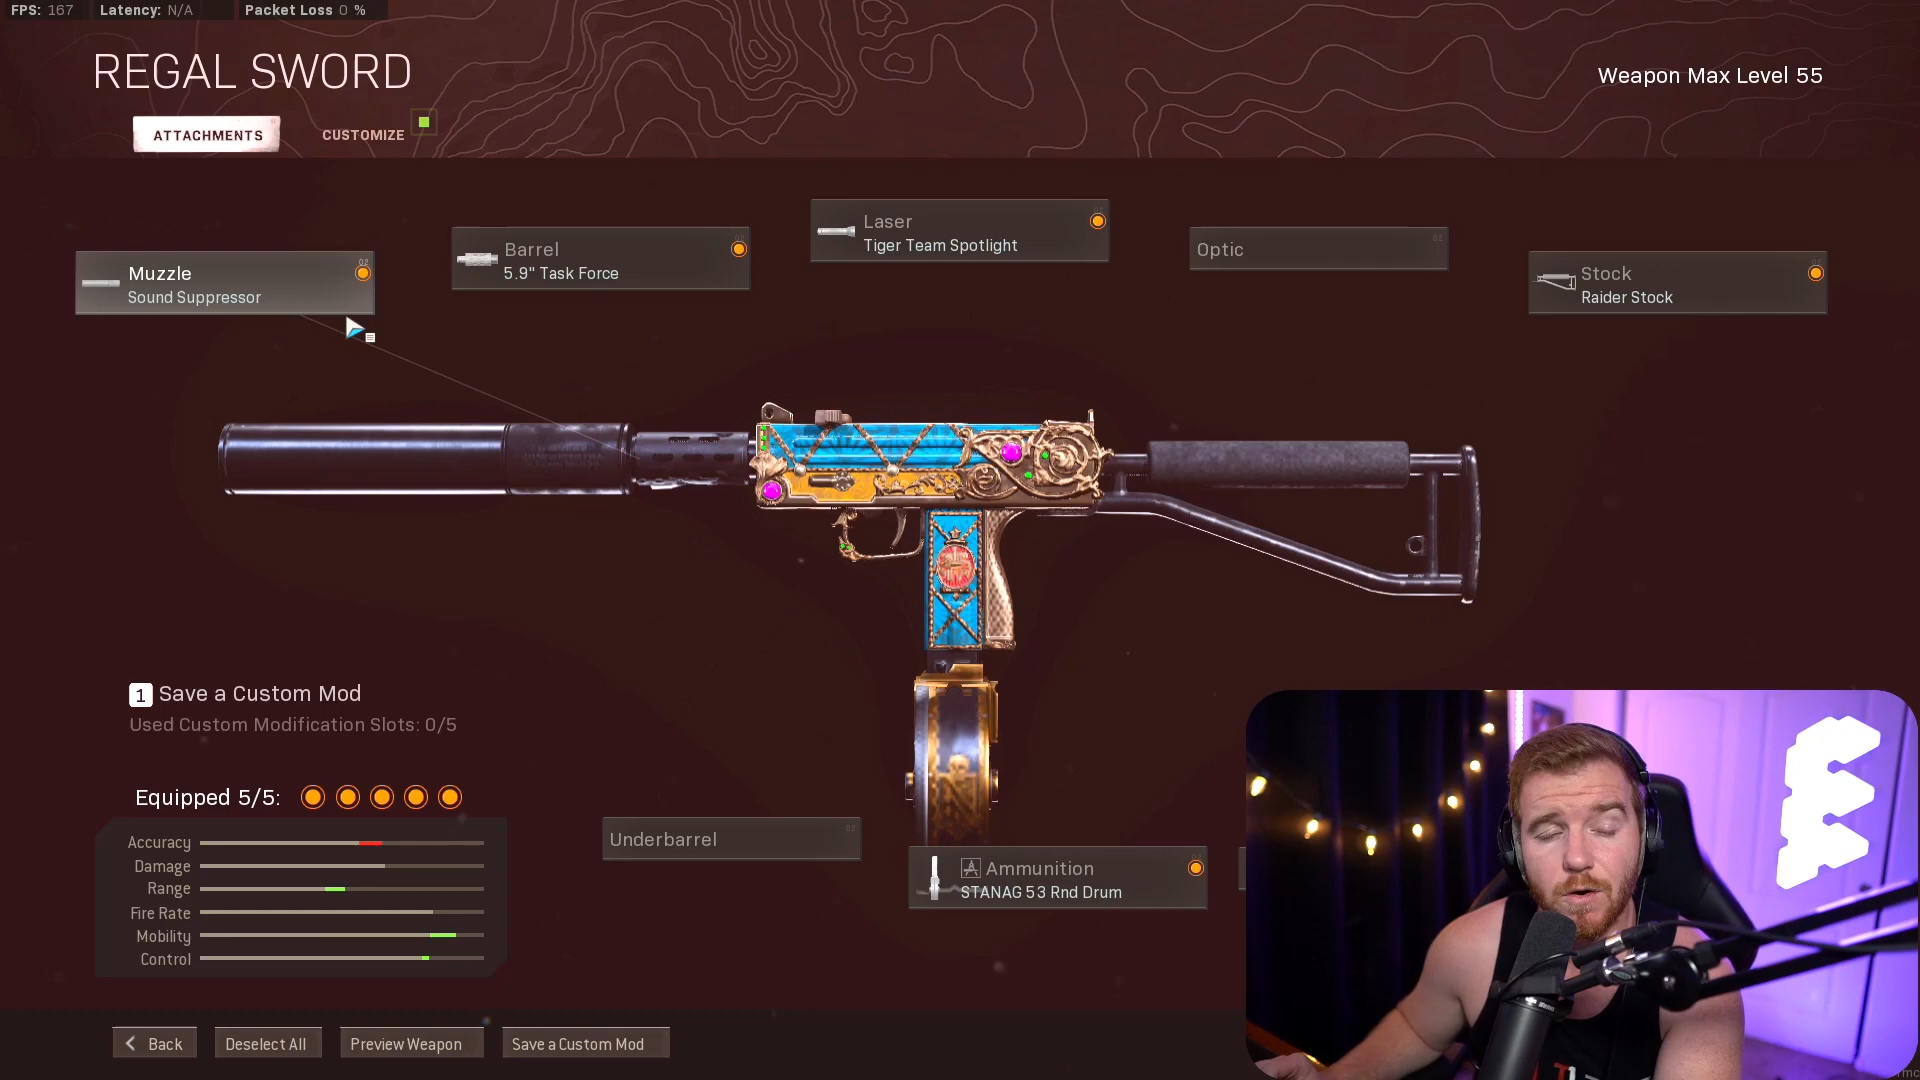 FPS: 167 Latency: N/A Packet Loss 0 %
REGAL SWORD
Weapon Max Level 55
ATTACHMENTS
CUSTOMIZE
Laser
Tiger Team Spotlight
Barrel
5.9" Task Force
Optic
Muzzle
Sound Suppressor
Stock
Raider Stock
1 Save a Custom Mod
Used Custom Modification Slots: 0/5
Equipped 5/5:
Accuracy
Damage
Range
Fire Rate
Mobility
Control
Underbarrel
Ammunition
STANAG 53 Rnd Drum
Back
Deselect All
Preview Weapon
Save a Custom Mod